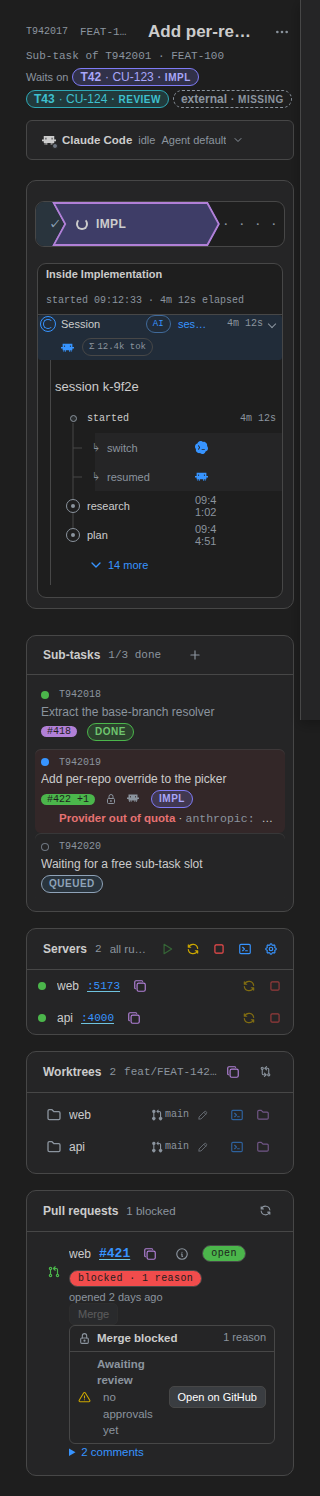 T942017 FEAT-1… Add per-re… ···
Sub-task of T942001 · FEAT-100
Waits on T42 · CU-123 · IMPL
T43 · CU-124 · REVIEW external · MISSING
Claude Code idle Agent default
✓ IMPL · · · ·
Inside Implementation
started 09:12:33 · 4m 12s elapsed
Session AI ses… 4m 12s
Σ 12.4k tok
session k-9f2e
started 4m 12s
↳ switch
↳ resumed
research 09:4
1:02
plan 09:4
4:51
14 more
Sub-tasks 1/3 done +
T942018
Extract the base-branch resolver
#418 DONE
T942019
Add per-repo override to the picker
#422 +1 IMPL
Provider out of quota · anthropic: …
T942020
Waiting for a free sub-task slot
QUEUED
Servers 2 all ru…
web :5173
api :4000
Worktrees 2 feat/FEAT-142…
web main
api main
Pull requests 1 blocked
web #421 open
blocked · 1 reason
opened 2 days ago
Merge
Merge blocked 1 reason
Awaiting
review
no
approvals
yet
Open on GitHub
▶ 2 comments